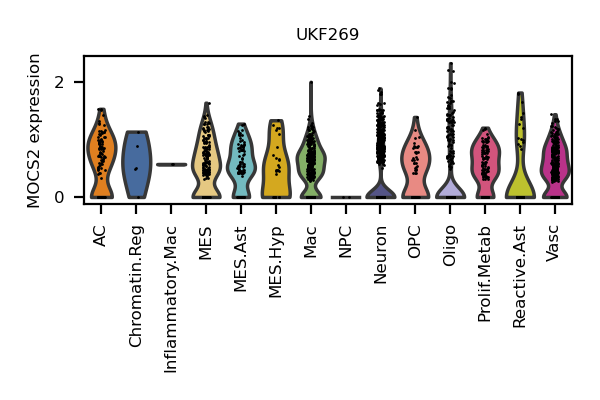 UKF269
MOCS2 expression
2
0
AC
Chromatin.Reg
Inflammatory.Mac
MES
MES.Ast
MES.Hyp
Mac
NPC
Neuron
OPC
Oligo
Prolif.Metab
Reactive.Ast
Vasc